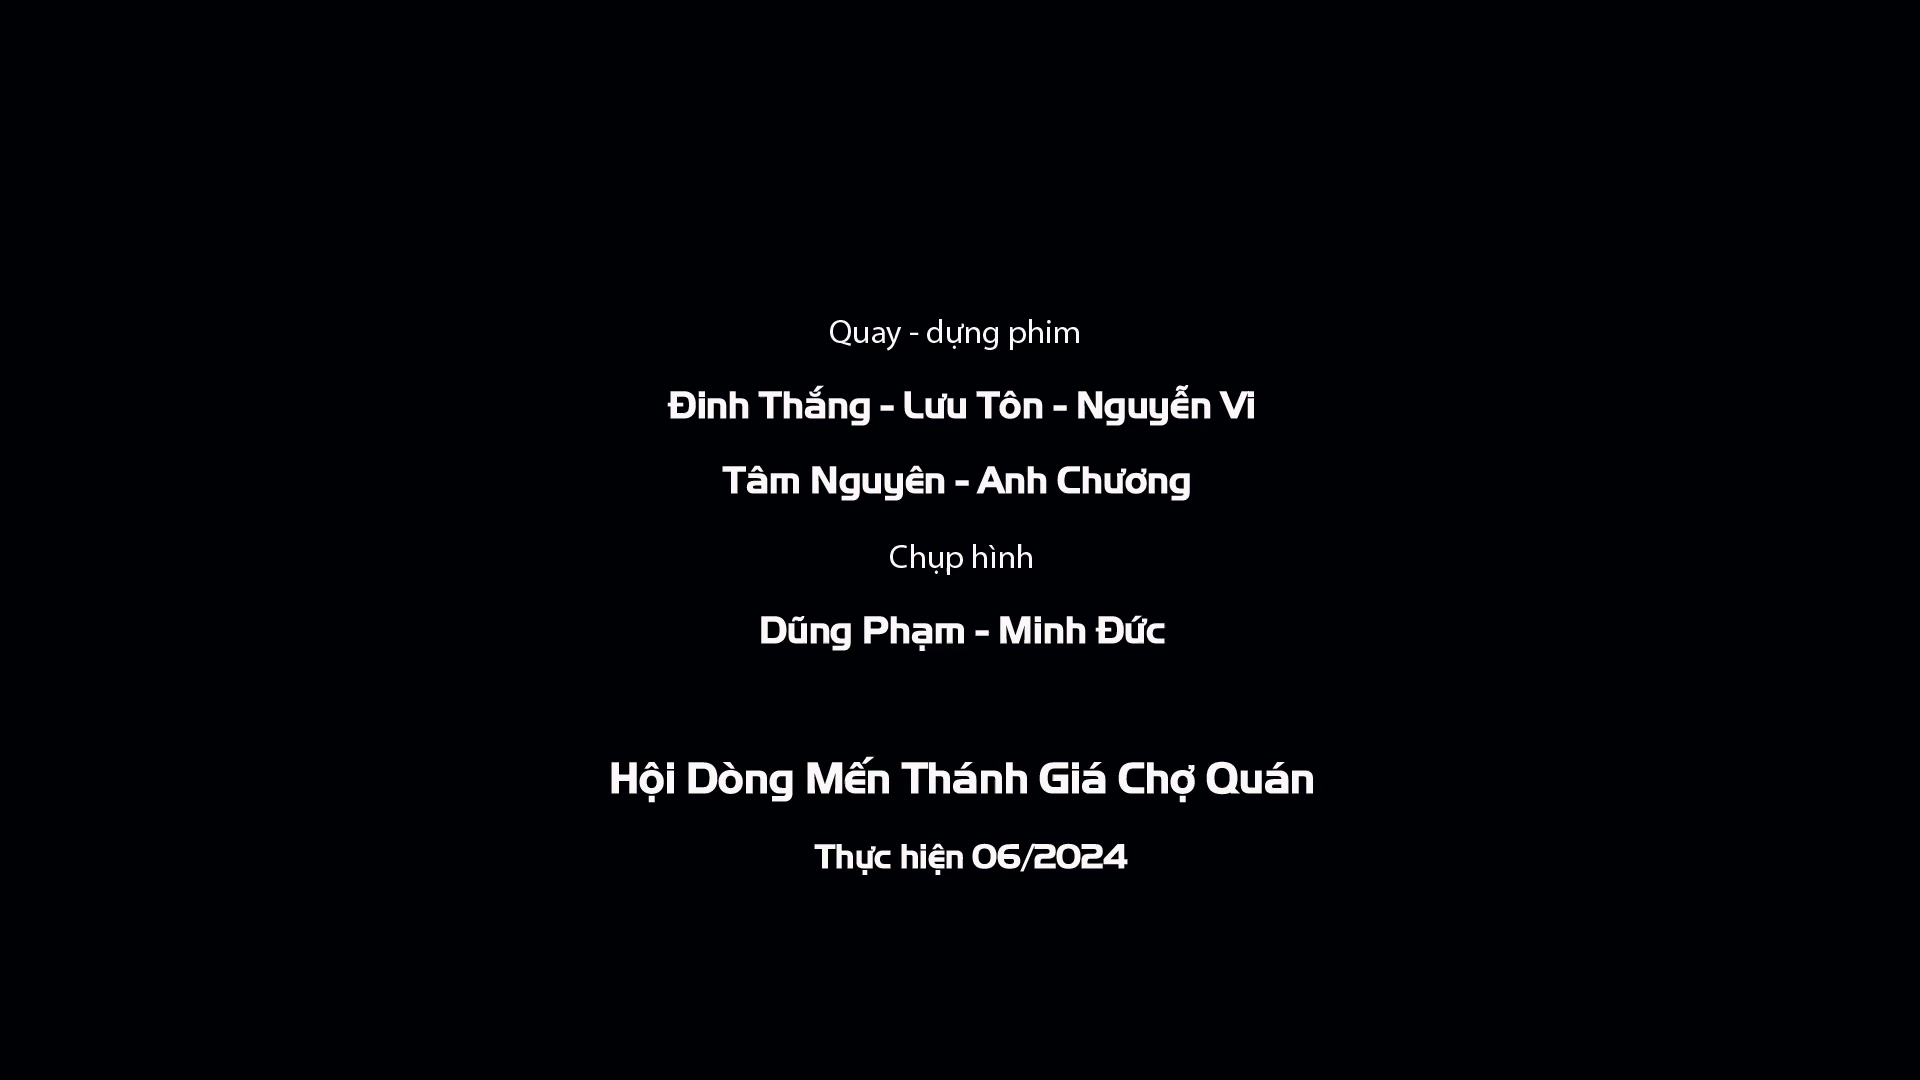 Quay - dựng phim
Đinh Thắng - Lưu Tôn - Nguyễn Vi
Tâm Nguyên - Anh Chương
Chụp hình
Dũng Phạm - Minh Đức
Hội Dòng Mến Thánh Giá Chợ Quán
Thực hiện 06/2024